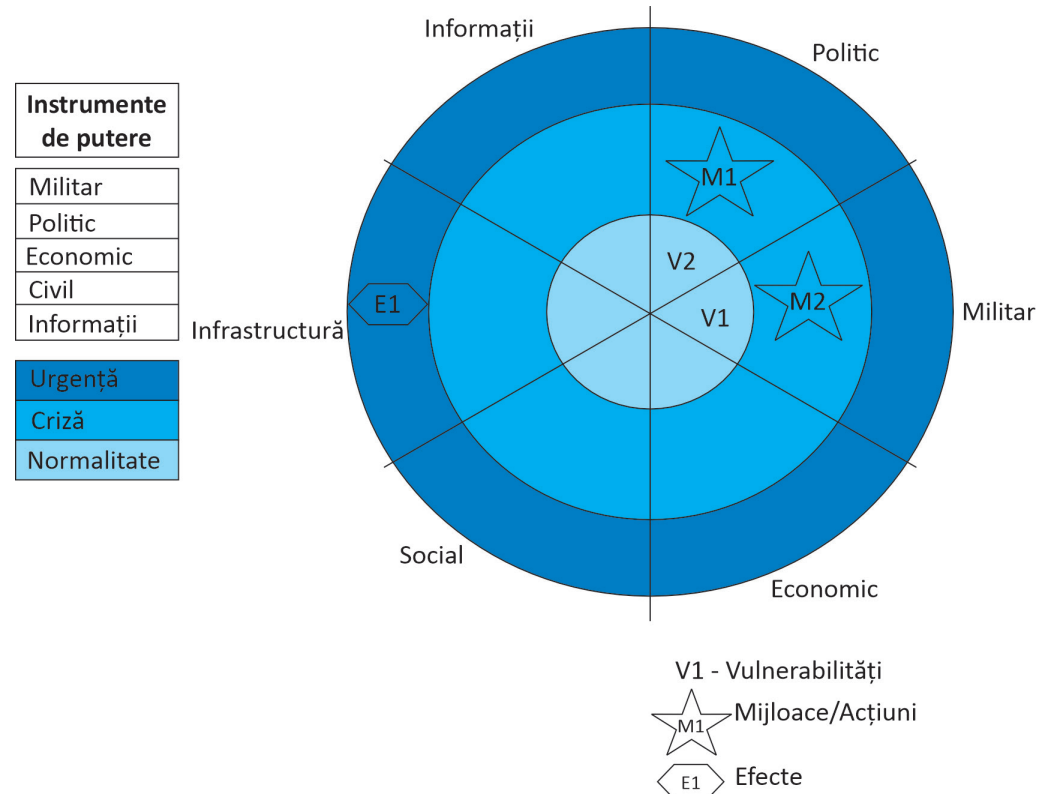 Informații
Politic
Instrumente
de putere
Militar
Politic
Economic
Civil
Informații
Urgență
Criză
Normalitate
M1
V2
E1
V1
M2
Infrastructură
Militar
Social
Economic
V1 - Vulnerabilități
M1 Mijloace/Acțiuni
E1 Efecte